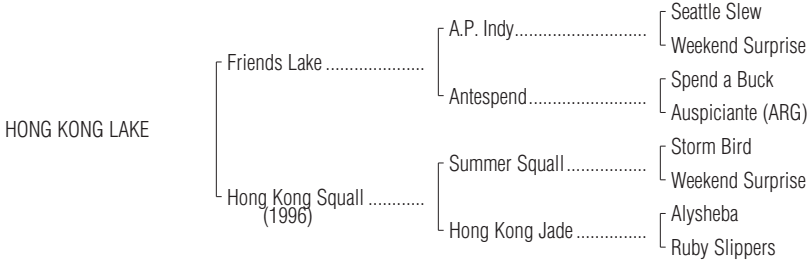 Seattle Slew
A.P. Indy...........................
Weekend Surprise
Friends Lake .....................
Spend a Buck
Antespend.........................
Auspiciante (ARG)
HONG KONG LAKE
Storm Bird
Summer Squall.................
Weekend Surprise
Hong Kong Squall ............
(1996)
Alysheba
Hong Kong Jade ...............
Ruby Slippers